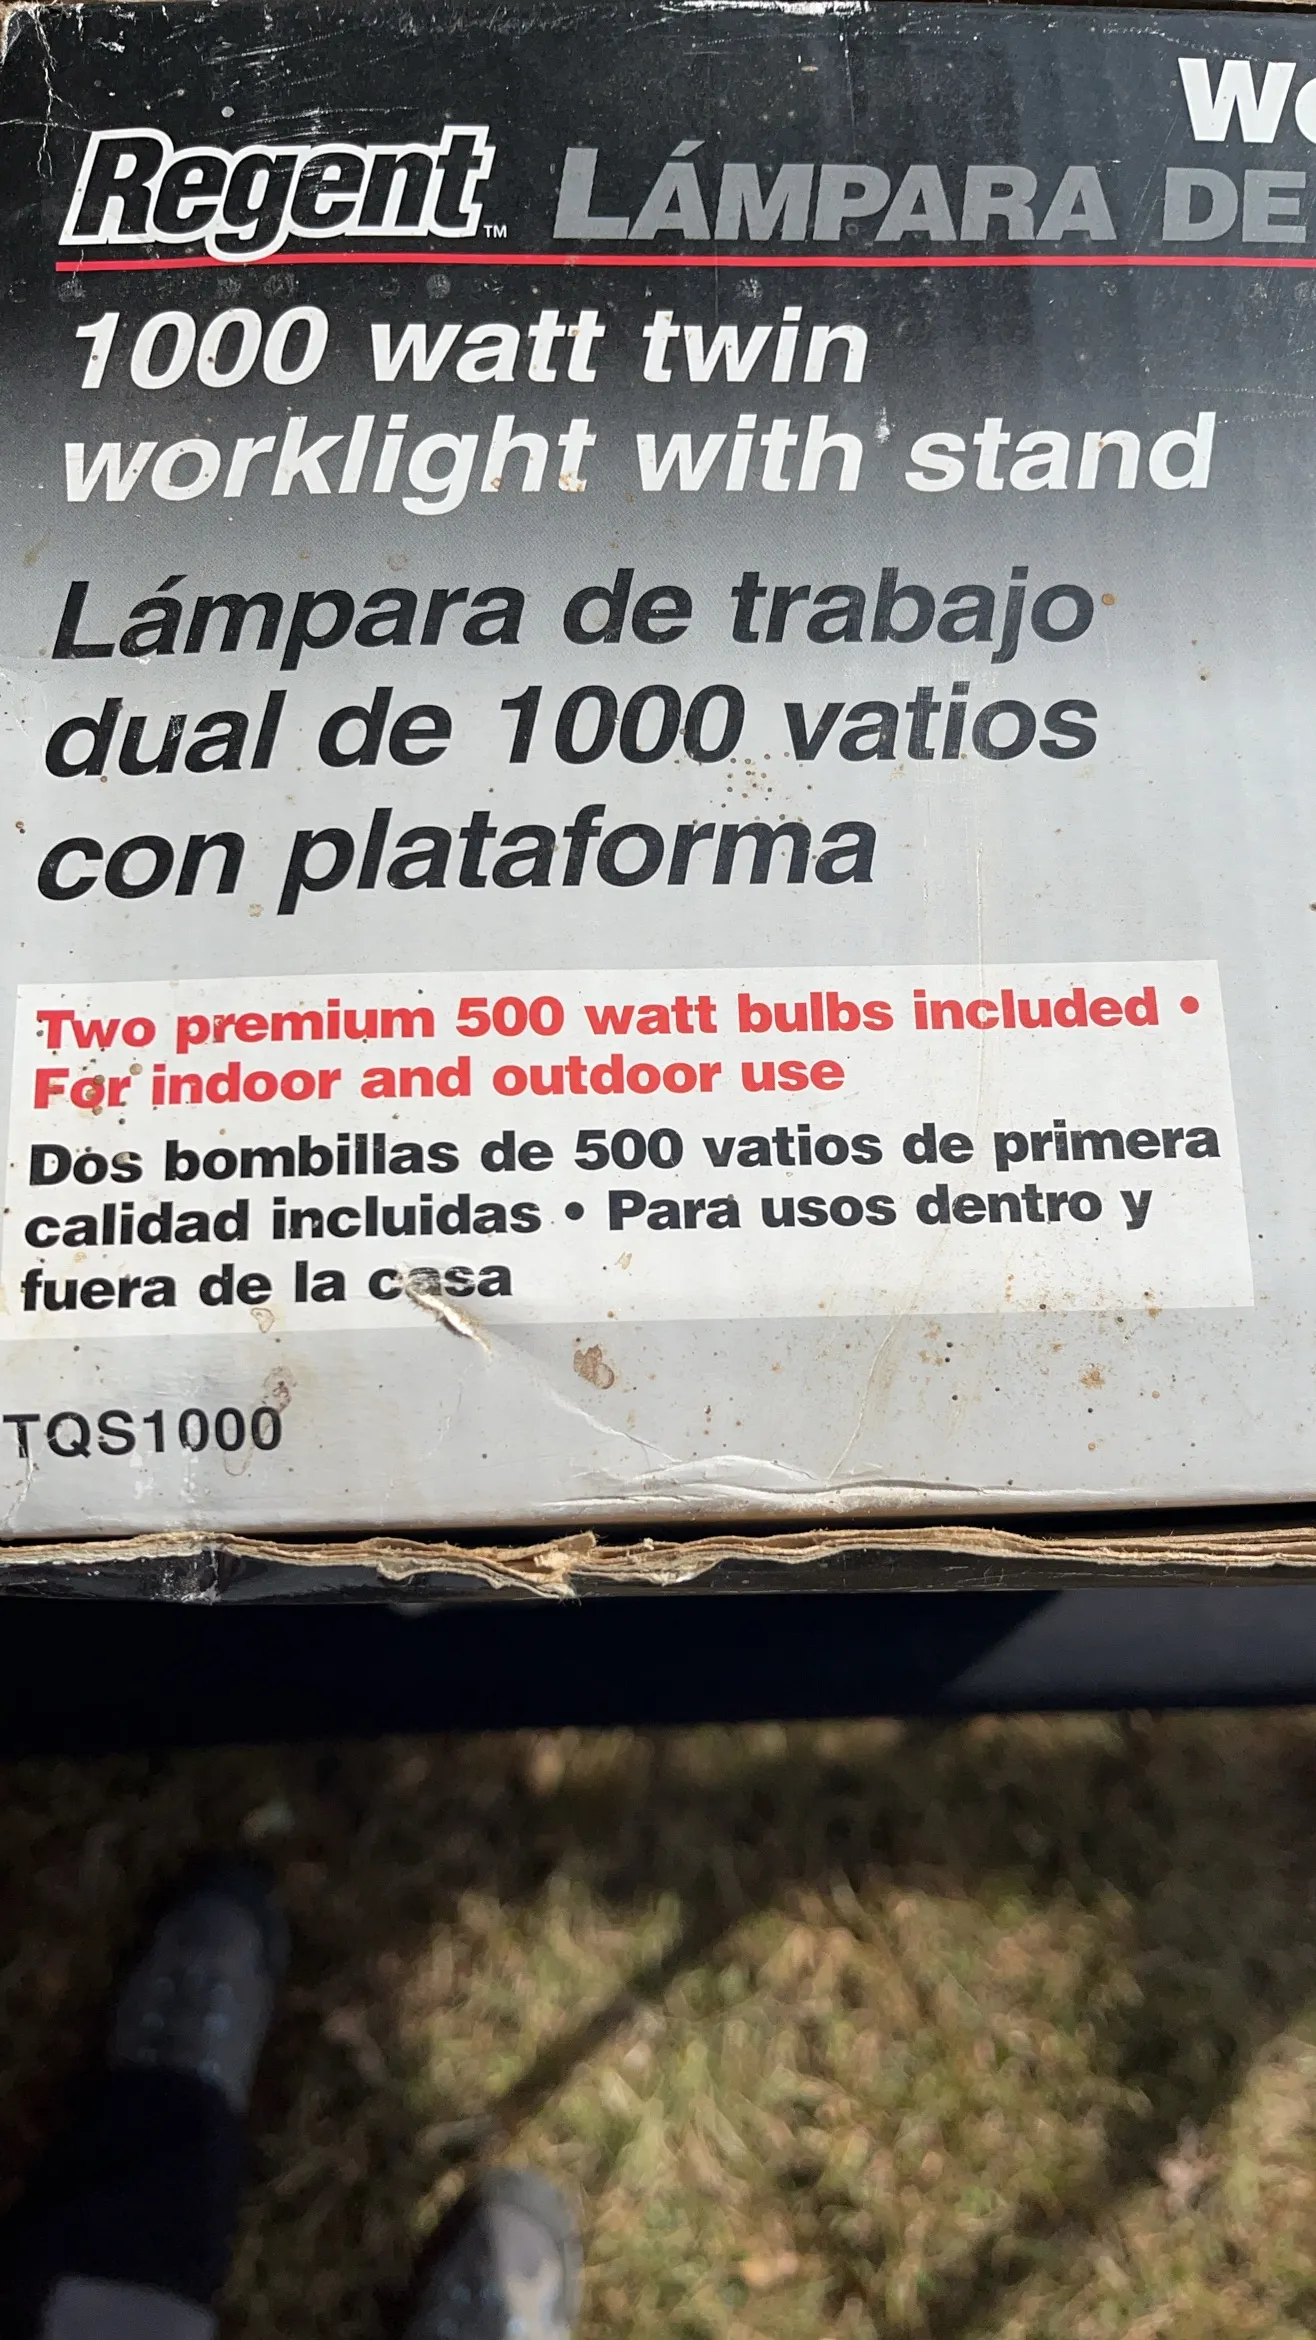 Regent™ LÁMPARA DE
1000 watt twin
worklight with stand
Lámpara de trabajo
dual de 1000 vatios
con plataforma
Two premium 500 watt bulbs included •
For indoor and outdoor use
Dos bombillas de 500 vatios de primera
calidad incluidas • Para usos dentro y
fuera de la casa
TQS1000